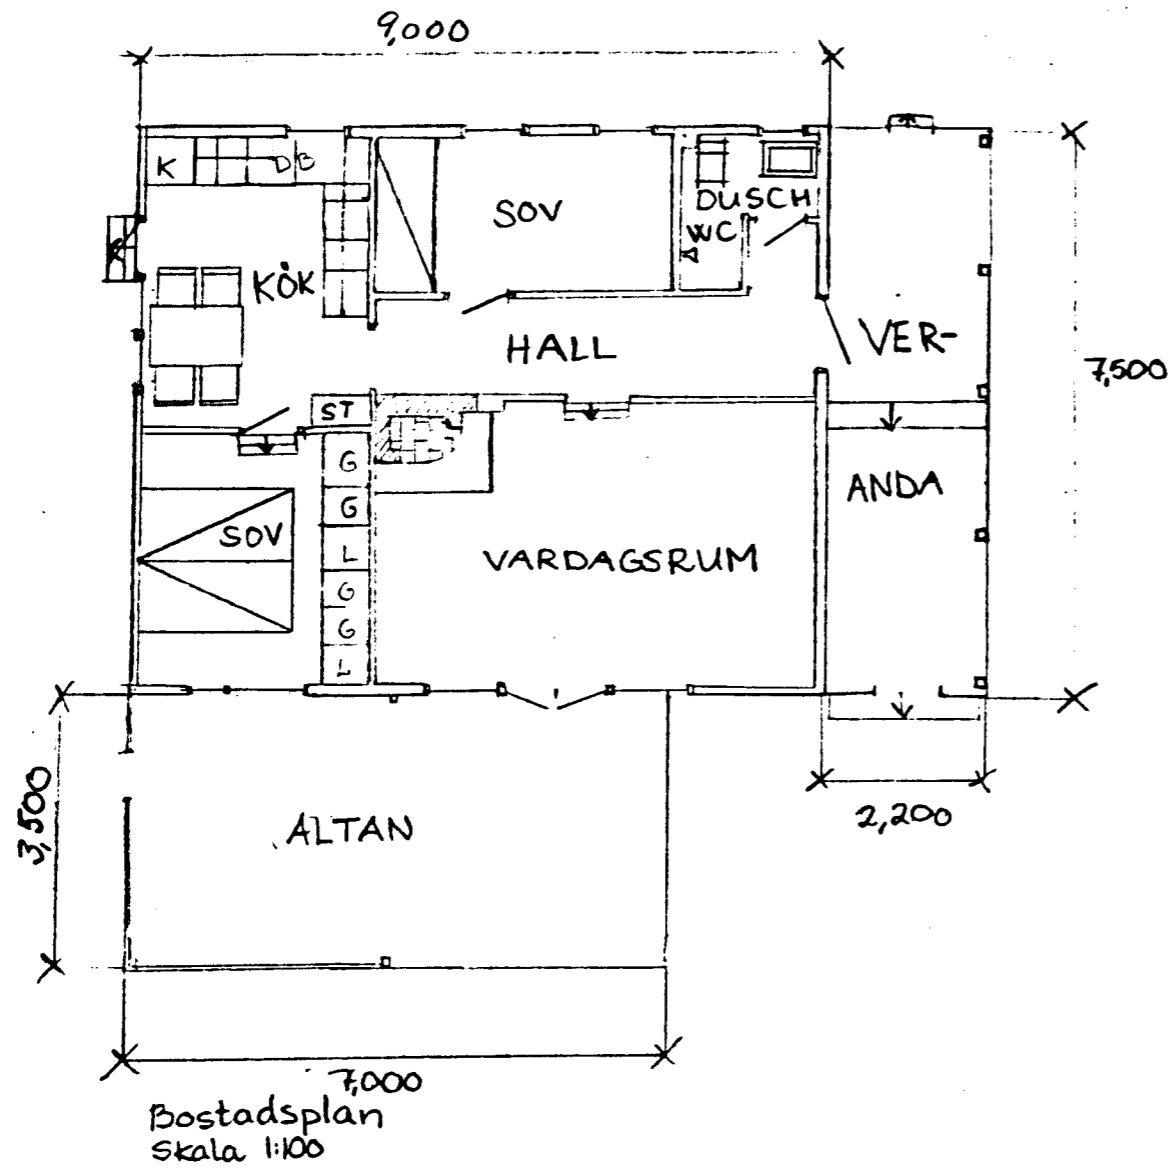 9,000
K
DB
SOV
DUSCH
WC
KÖK
HALL
VER-
ANDA
7,500
ST
G
G
L
G
G
L
SOV
VARDAGSRUM
3,500
ALTAN
2,200
7,000
Bostadsplan
Skala 1:100